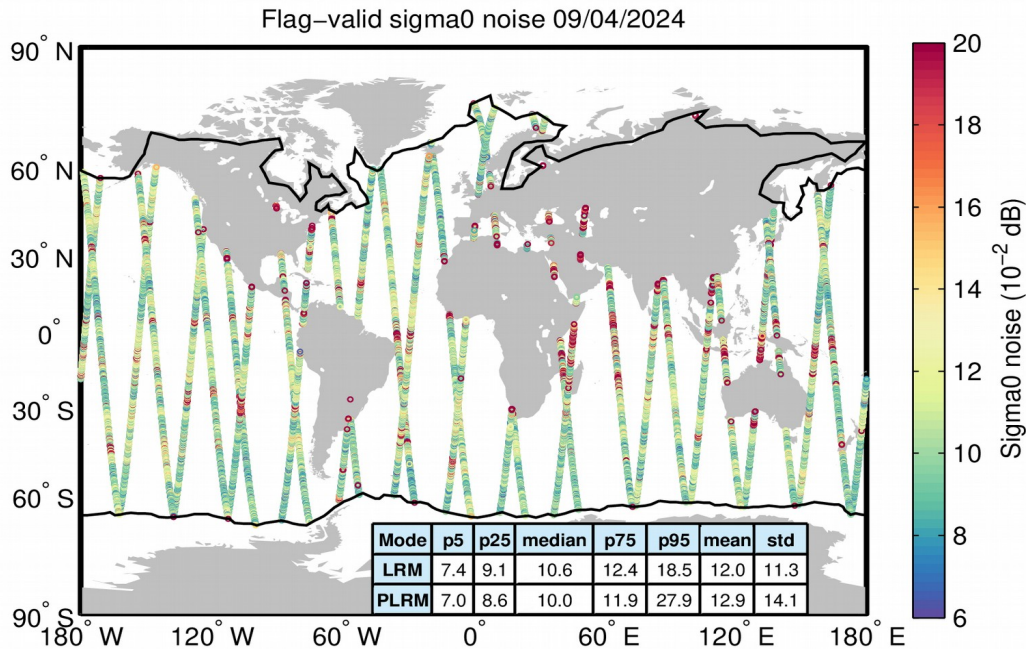 Flag−valid sigma0 noise 09/04/2024
90° N
60° N
30° N
0°
30° S
60° S
90° S
180° W
120° W
60° W
0°
60° E
120° E
180° E
20
18
16
14
12
10
8
6
Sigma0 noise (10−2 dB)
Mode p5 p25 median p75 p95 mean std
LRM 7.4 9.1 10.6 12.4 18.5 12.0 11.3
PLRM 7.0 8.6 10.0 11.9 27.9 12.9 14.1